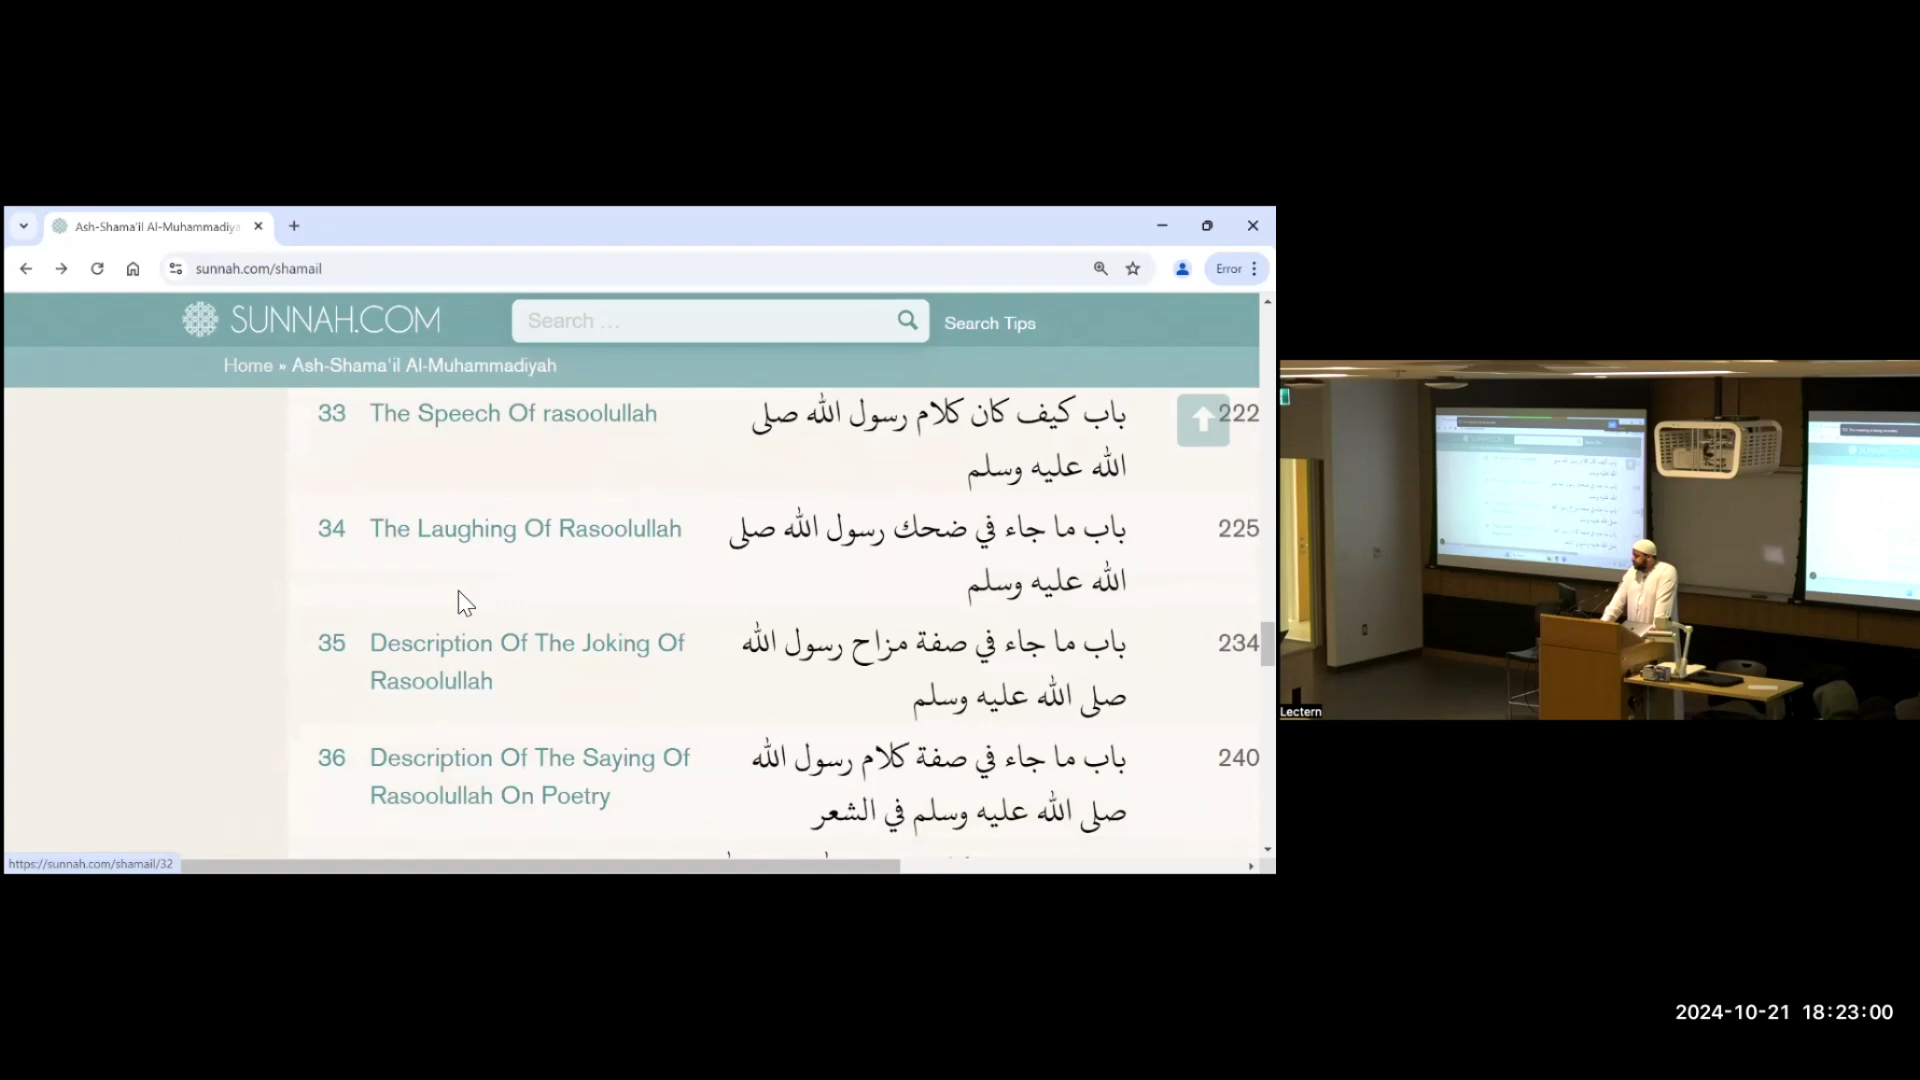 Ash-Shama'il Al-Muhammadiya
sunnah.com/shamail
Error
SUNNAH.COM
Search ...
Search Tips
Home » Ash-Shama'il Al-Muhammadiyah
33 The Speech Of rasoolullah
باب كيف كان كلام رسول الله صلى
الله عليه وسلم
222
34 The Laughing Of Rasoolullah
باب ما جاء في ضحك رسول الله صلى
الله عليه وسلم
225
35 Description Of The Joking Of
Rasoolullah
باب ما جاء في صفة مزاح رسول الله
صلى الله عليه وسلم
234
36 Description Of The Saying Of
Rasoolullah On Poetry
باب ما جاء في صفة كلام رسول الله
صلى الله عليه وسلم في الشعر
240
https://sunnah.com/shamail/32
Lectern
2024-10-21 18:23:00